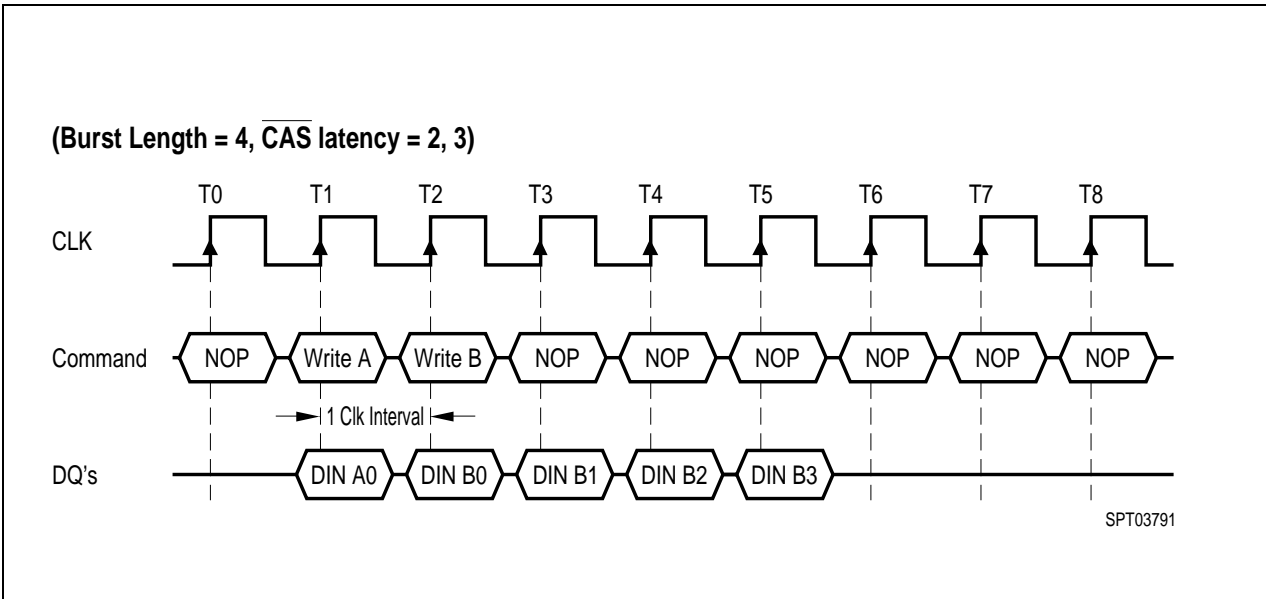 (Burst Length = 4, CAS latency = 2, 3)
T0 T1 T2 T3 T4 T5 T6 T7 T8
CLK
Command NOP Write A Write B NOP NOP NOP NOP NOP NOP
1 Clk Interval
DQ's DIN A0 DIN B0 DIN B1 DIN B2 DIN B3
SPT03791